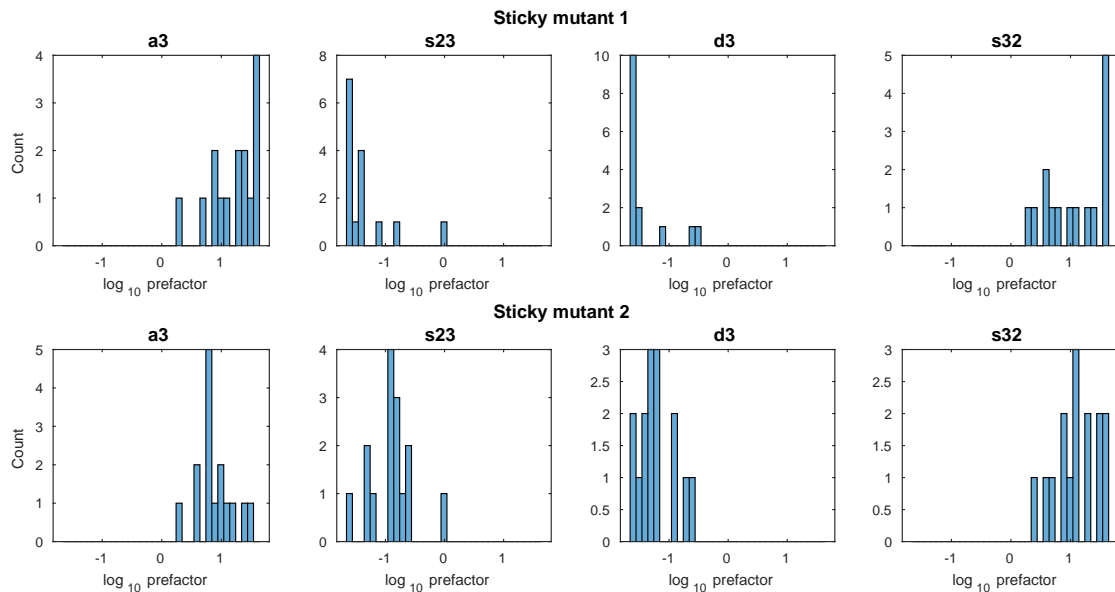 Sticky mutant 1
a3 s23 d3 s32
4 8 10 5
3 6 8 4
2 4 6 3
1 2 4 2
0 0 2 1
0 0
Count
-1 0 1 -1 0 1 -1 0 1 -1 0 1
log 10 prefactor log 10 prefactor log 10 prefactor log 10 prefactor
Sticky mutant 2
a3 s23 d3 s32
5 4 3 3
4 3 2.5 2.5
3 2 2 2
2 1 1.5 1.5
1 0 1 1
0 0.5 0.5
0 0
Count
-1 0 1 -1 0 1 -1 0 1 -1 0 1
log 10 prefactor log 10 prefactor log 10 prefactor log 10 prefactor